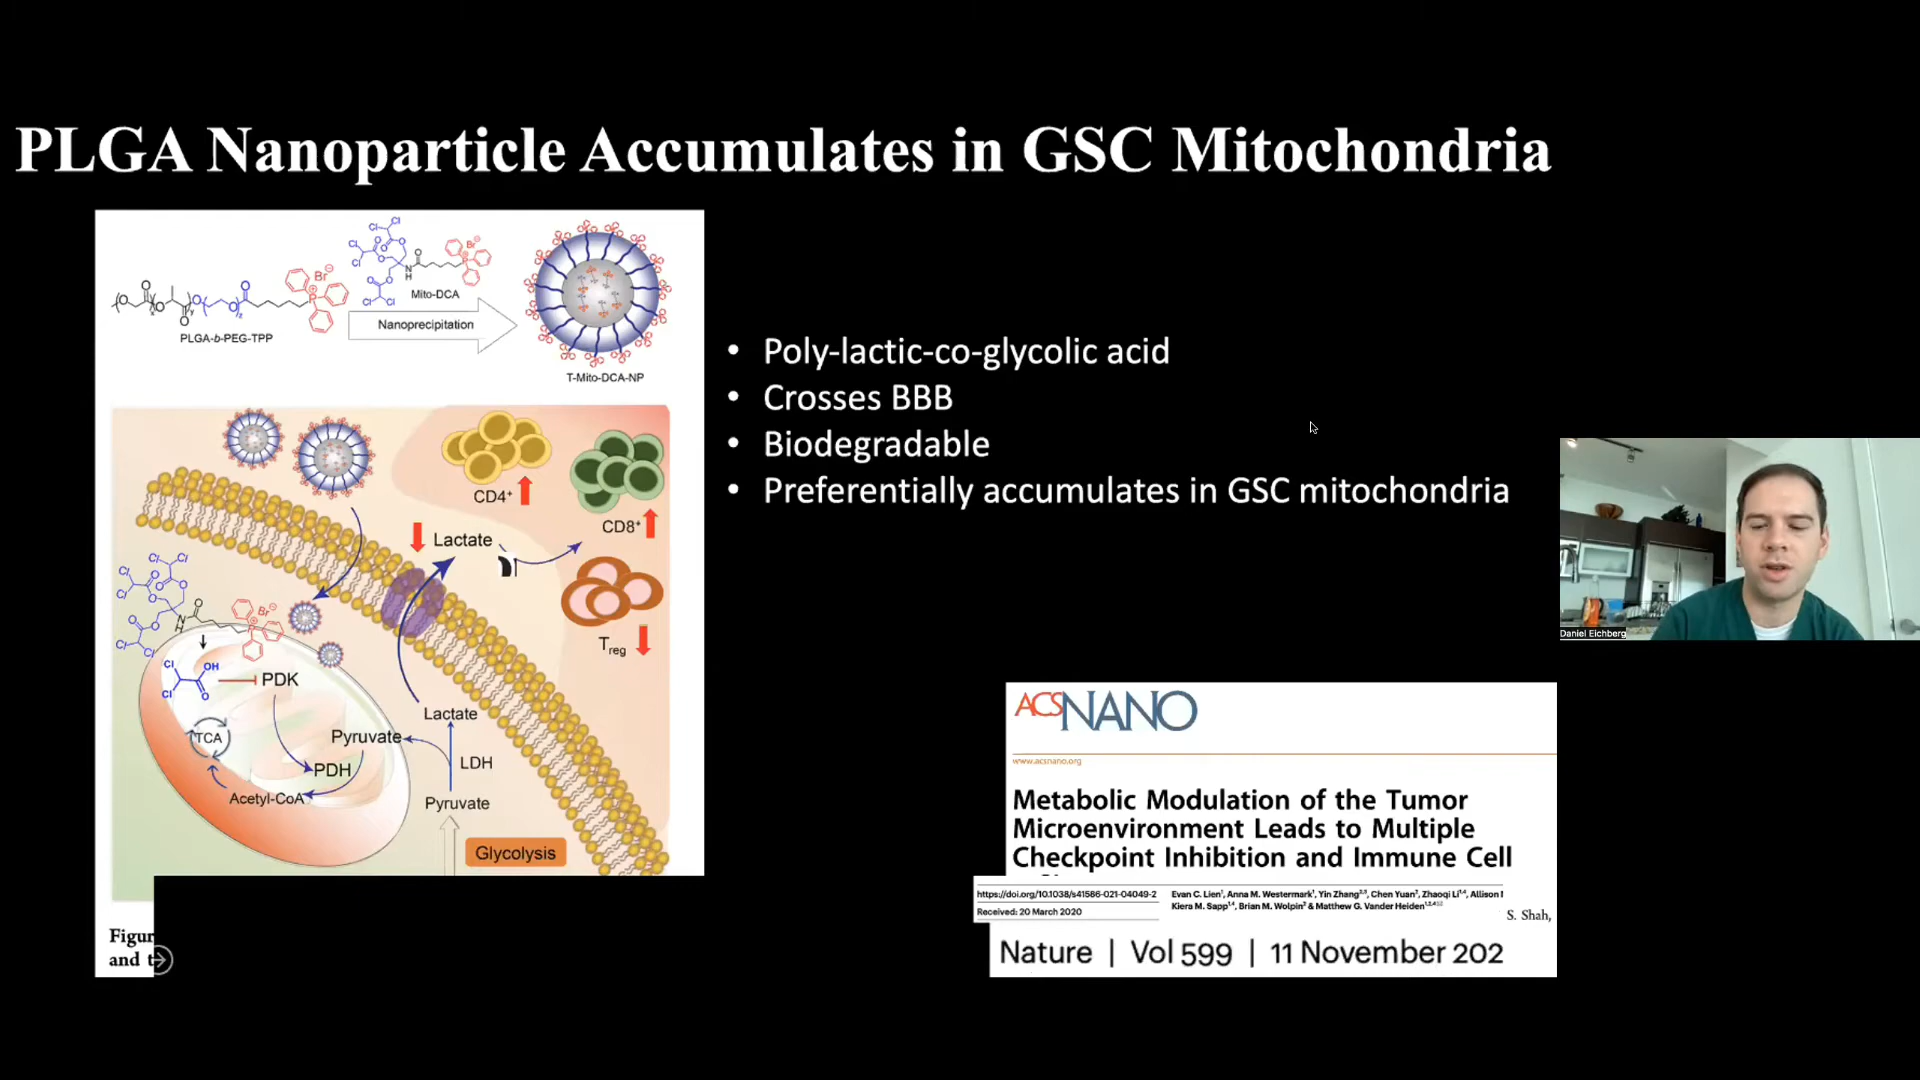 PLGA Nanoparticle Accumulates in GSC Mitochondria
Br⊖
Mito-DCA
Nanoprecipitation
PLGA-b-PEG-TPP
T-Mito-DCA-NP
• Poly-lactic-co-glycolic acid
• Crosses BBB
• Biodegradable
• Preferentially accumulates in GSC mitochondria
CD4⁺
CD8⁺
Lactate
Treg
PDK
TCA
Pyruvate
PDH
Acetyl-CoA
Lactate
LDH
Pyruvate
Glycolysis
Figur
and t
Daniel Eichberg
ACSNANO
www.acsnano.org
Metabolic Modulation of the Tumor
Microenvironment Leads to Multiple
Checkpoint Inhibition and Immune Cell
https://doi.org/10.1038/s41586-021-04049-2
Received: 20 March 2020
Evan C. Lien, Anna M. Westermark, Yin Zhang, Chen Yuan, Zhaoqi Li, Allison
Kiera M. Sapp, Brian M. Wolpin & Matthew G. Vander Heiden
S. Shah,
Nature | Vol 599 | 11 November 202